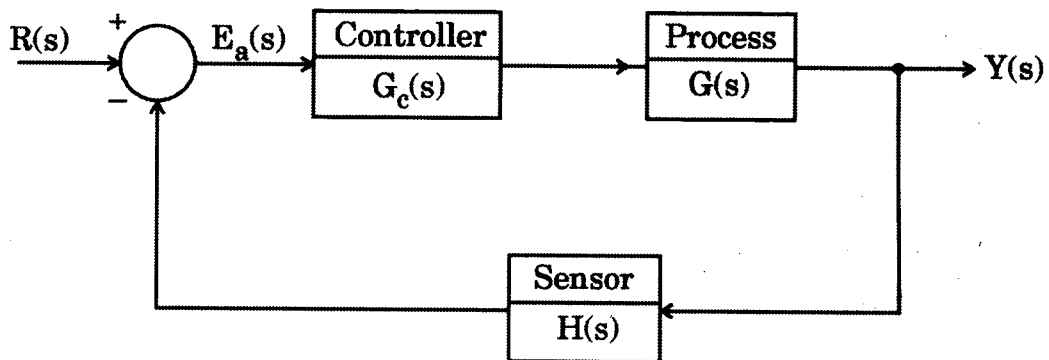 +
R(s)
E_a(s)
Controller
G_c(s)
Process
G(s)
Y(s)
−
Sensor
H(s)